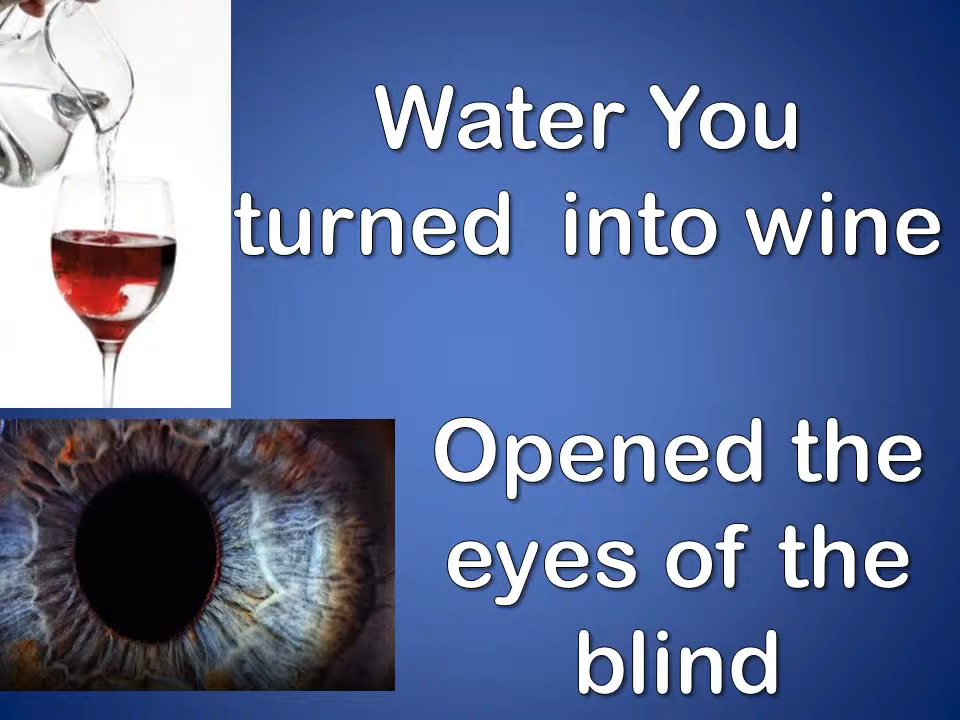 Water You
turned  into wine
Opened the
eyes of the
blind